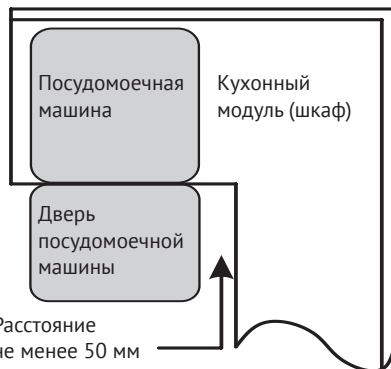 Посудомоечная
машина
Кухонный
модуль (шкаф)
Дверь
посудомоечной
машины
Расстояние
не менее 50 мм